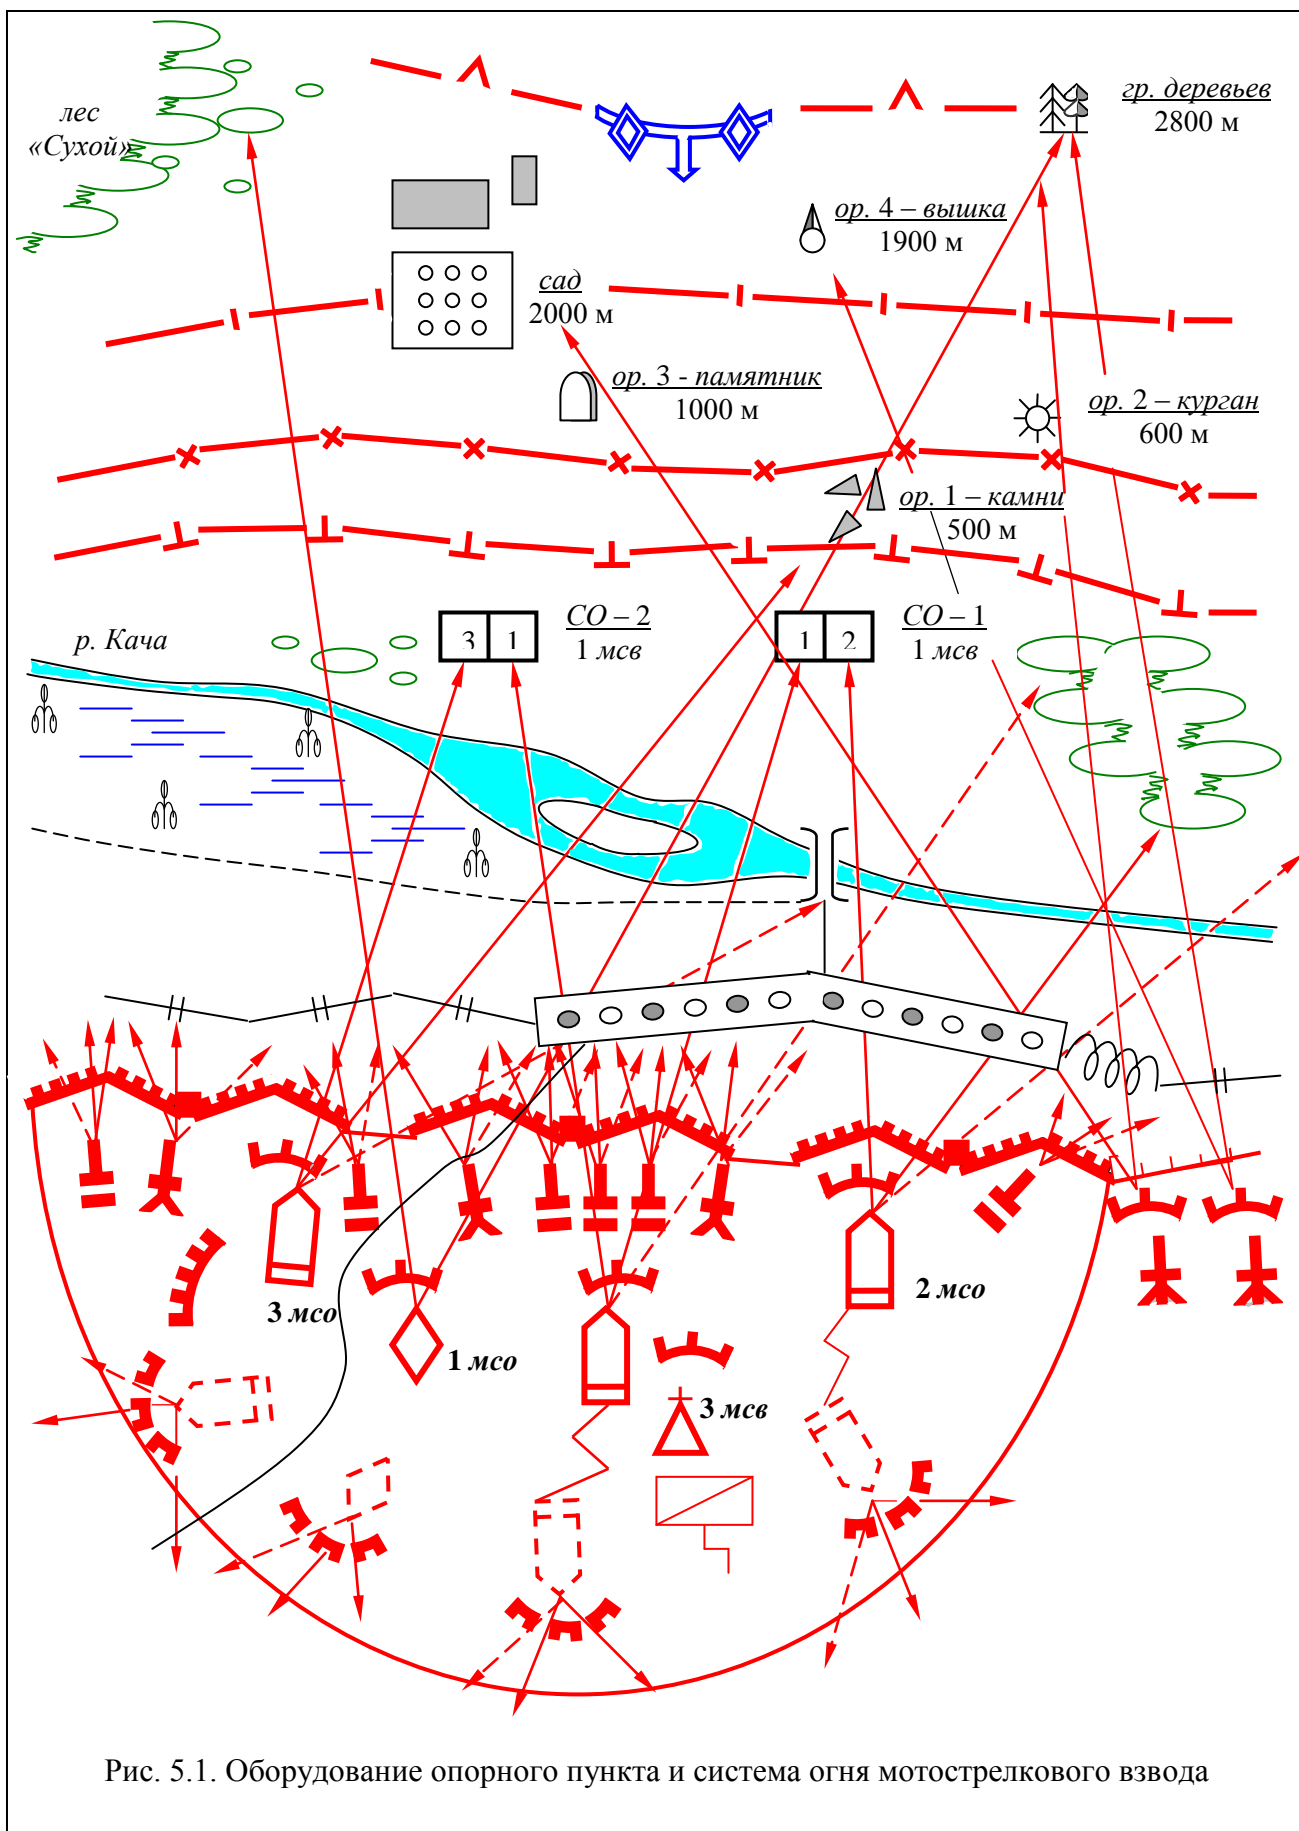 гр. деревьев
2800 м
лес
«Сухой»
ор. 4 – вышка
1900 м
сад
2000 м
ор. 3 - памятник
1000 м
ор. 2 – курган
600 м
ор. 1 – камни
500 м
СО – 2
1 мсв
СО – 1
1 мсв
3 1
1 2
р. Кача
3 мсо
2 мсо
1 мсо
3 мсв
Рис. 5.1. Оборудование опорного пункта и система огня мотострелкового взвода